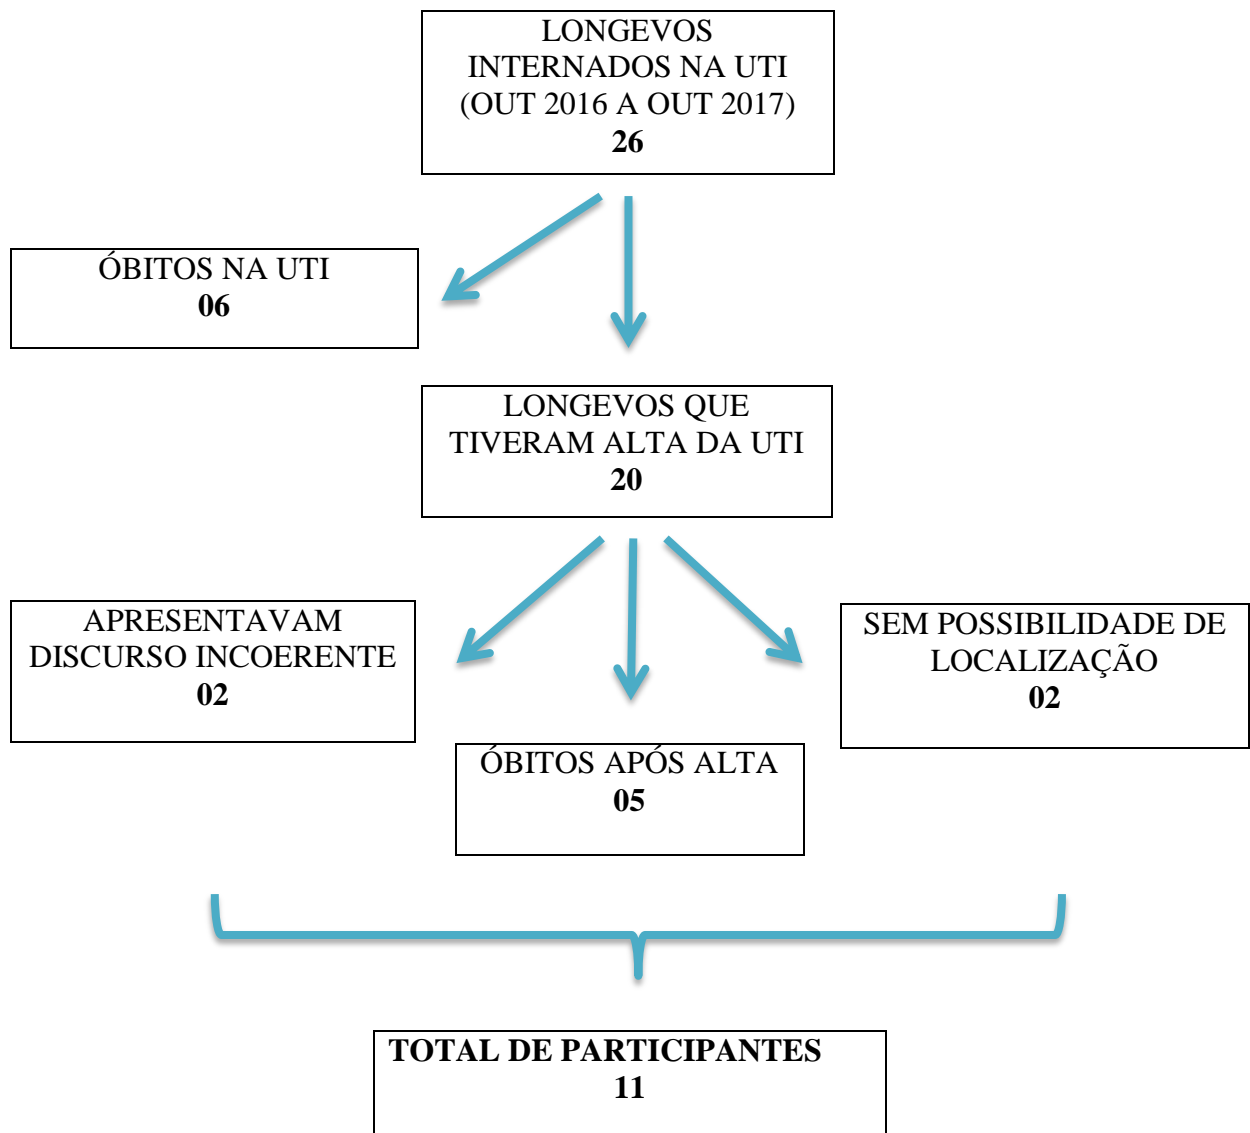 LONGEVOS
INTERNADOS NA UTI
(OUT 2016 A OUT 2017)
26
ÓBITOS NA UTI
06
LONGEVOS QUE
TIVERAM ALTA DA UTI
20
APRESENTAVAM
DISCURSO INCOERENTE
02
SEM POSSIBILIDADE DE
LOCALIZAÇÃO
02
ÓBITOS APÓS ALTA
05
TOTAL DE PARTICIPANTES
11